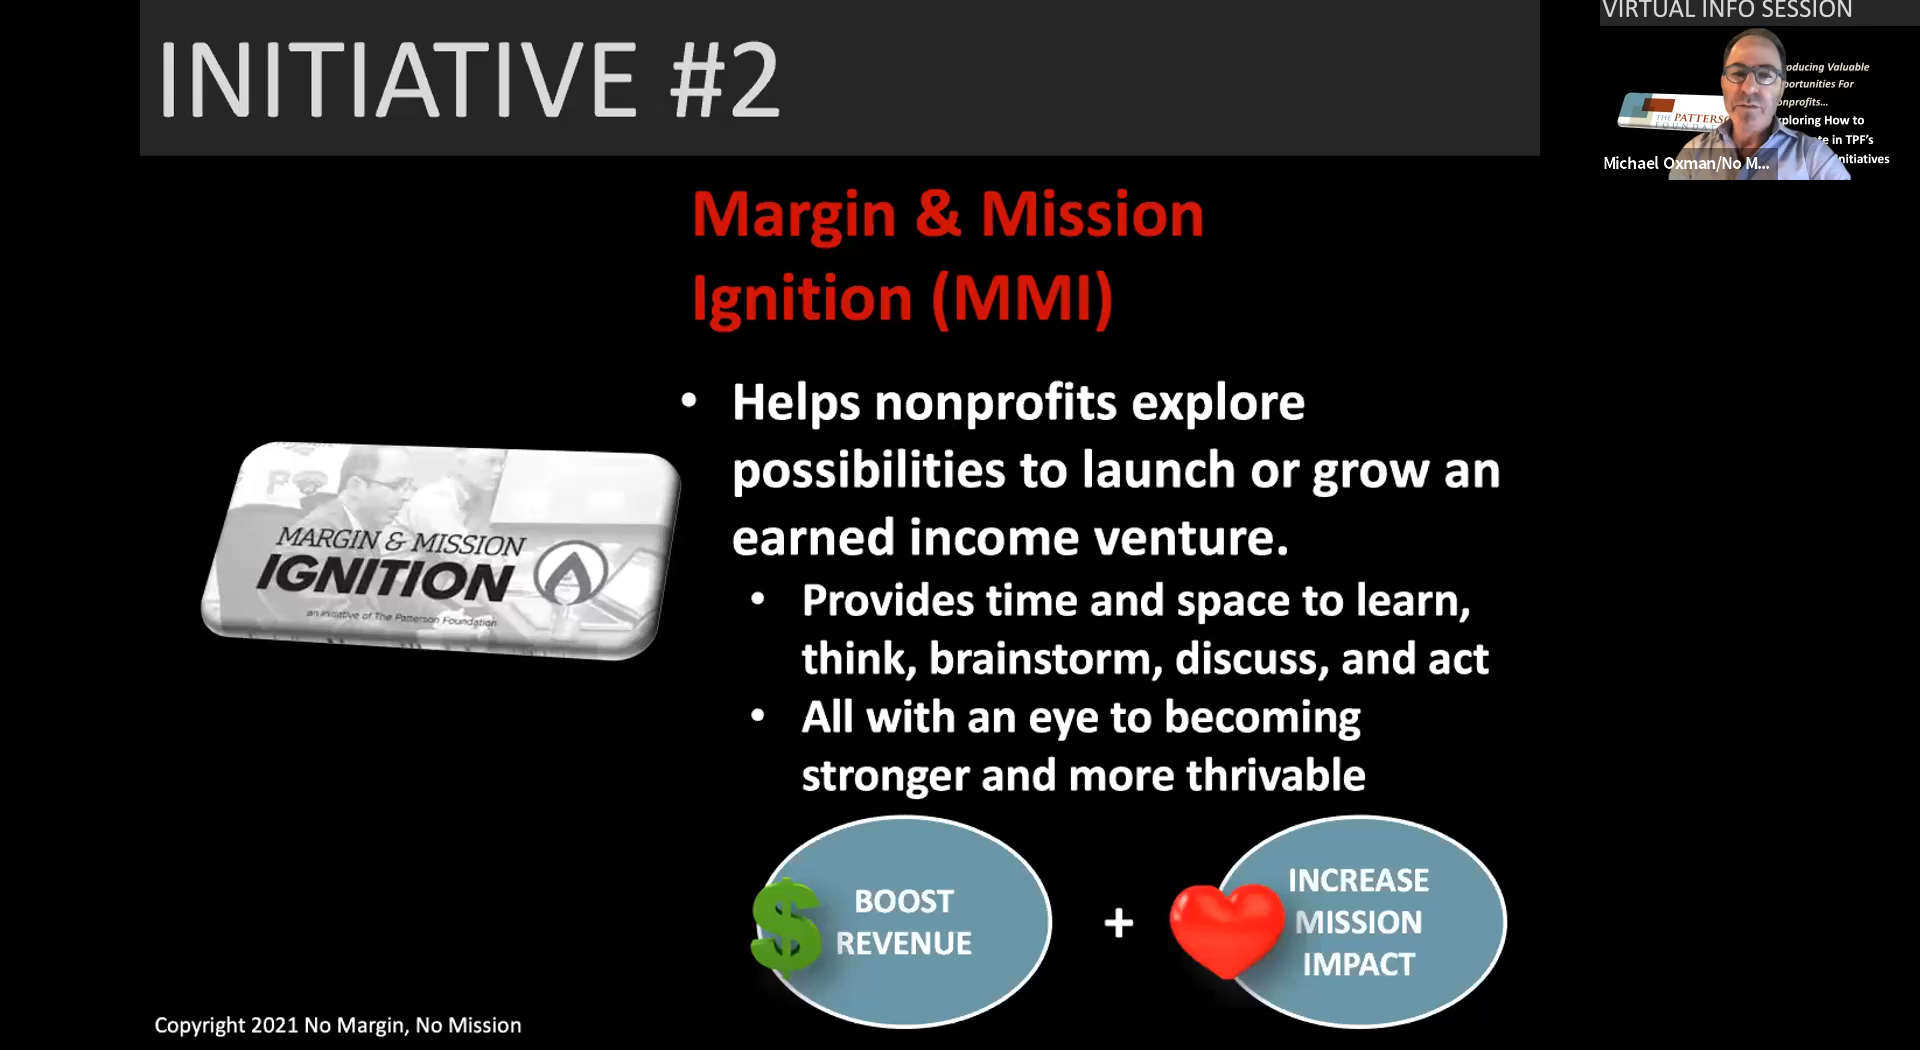 INITIATIVE #2
VIRTUAL INFO SESSION
oducing Valuable
portunities For
onprofits...
xploring How to
te in TPF's
nitiatives
THE PATTERSO
FOUNDAT
Michael Oxman/No M...
Margin & Mission
Ignition (MMI)
• Helps nonprofits explore
possibilities to launch or grow an
earned income venture.
• Provides time and space to learn,
think, brainstorm, discuss, and act
• All with an eye to becoming
stronger and more thrivable
MARGIN & MISSION
IGNITION
an initiative of The Patterson Foundation
$
BOOST
REVENUE
+
INCREASE
MISSION
IMPACT
Copyright 2021 No Margin, No Mission